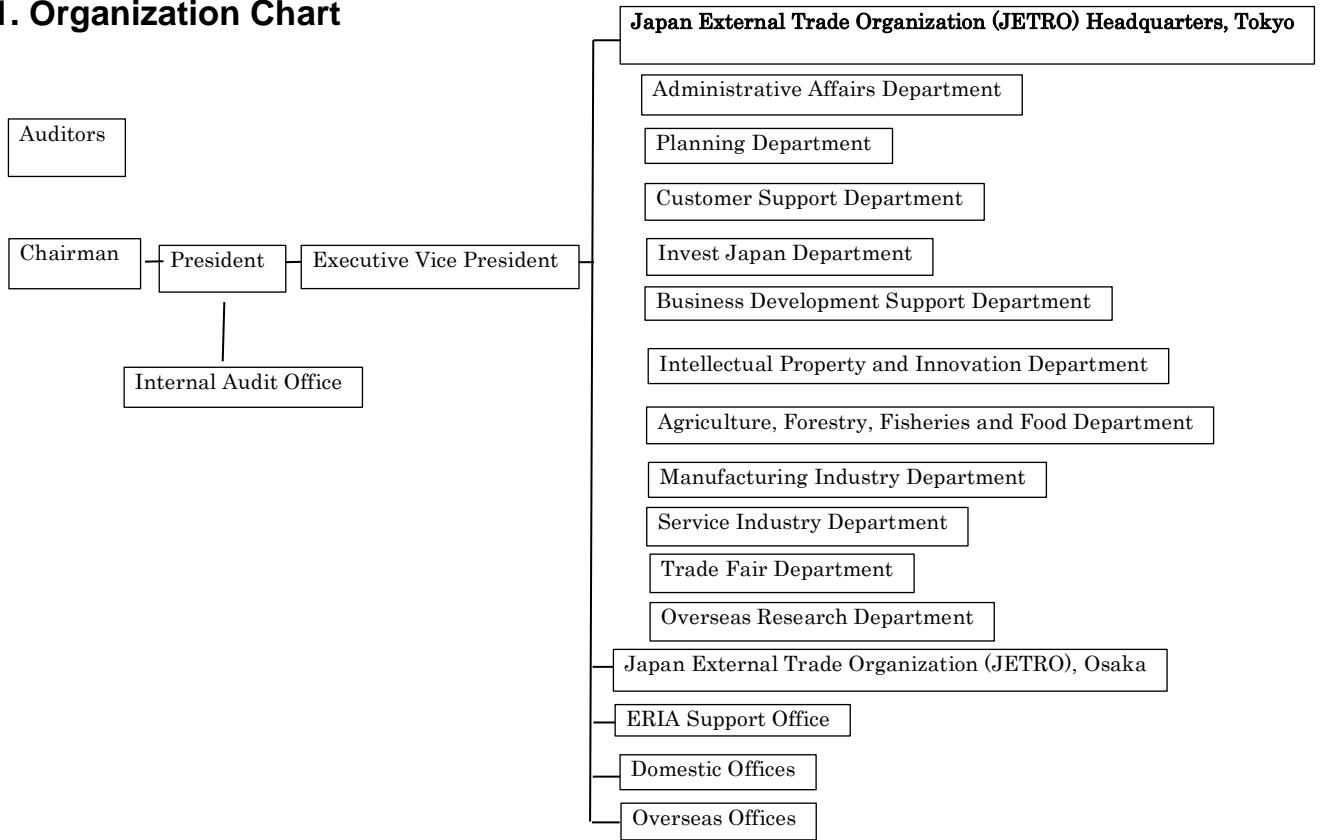 1. Organization Chart
Japan External Trade Organization (JETRO) Headquarters, Tokyo
Administrative Affairs Department
Auditors
Planning Department
Customer Support Department
Chairman
President
Executive Vice President
Invest Japan Department
Business Development Support Department
Internal Audit Office
Intellectual Property and Innovation Department
Agriculture, Forestry, Fisheries and Food Department
Manufacturing Industry Department
Service Industry Department
Trade Fair Department
Overseas Research Department
Japan External Trade Organization (JETRO), Osaka
ERIA Support Office
Domestic Offices
Overseas Offices